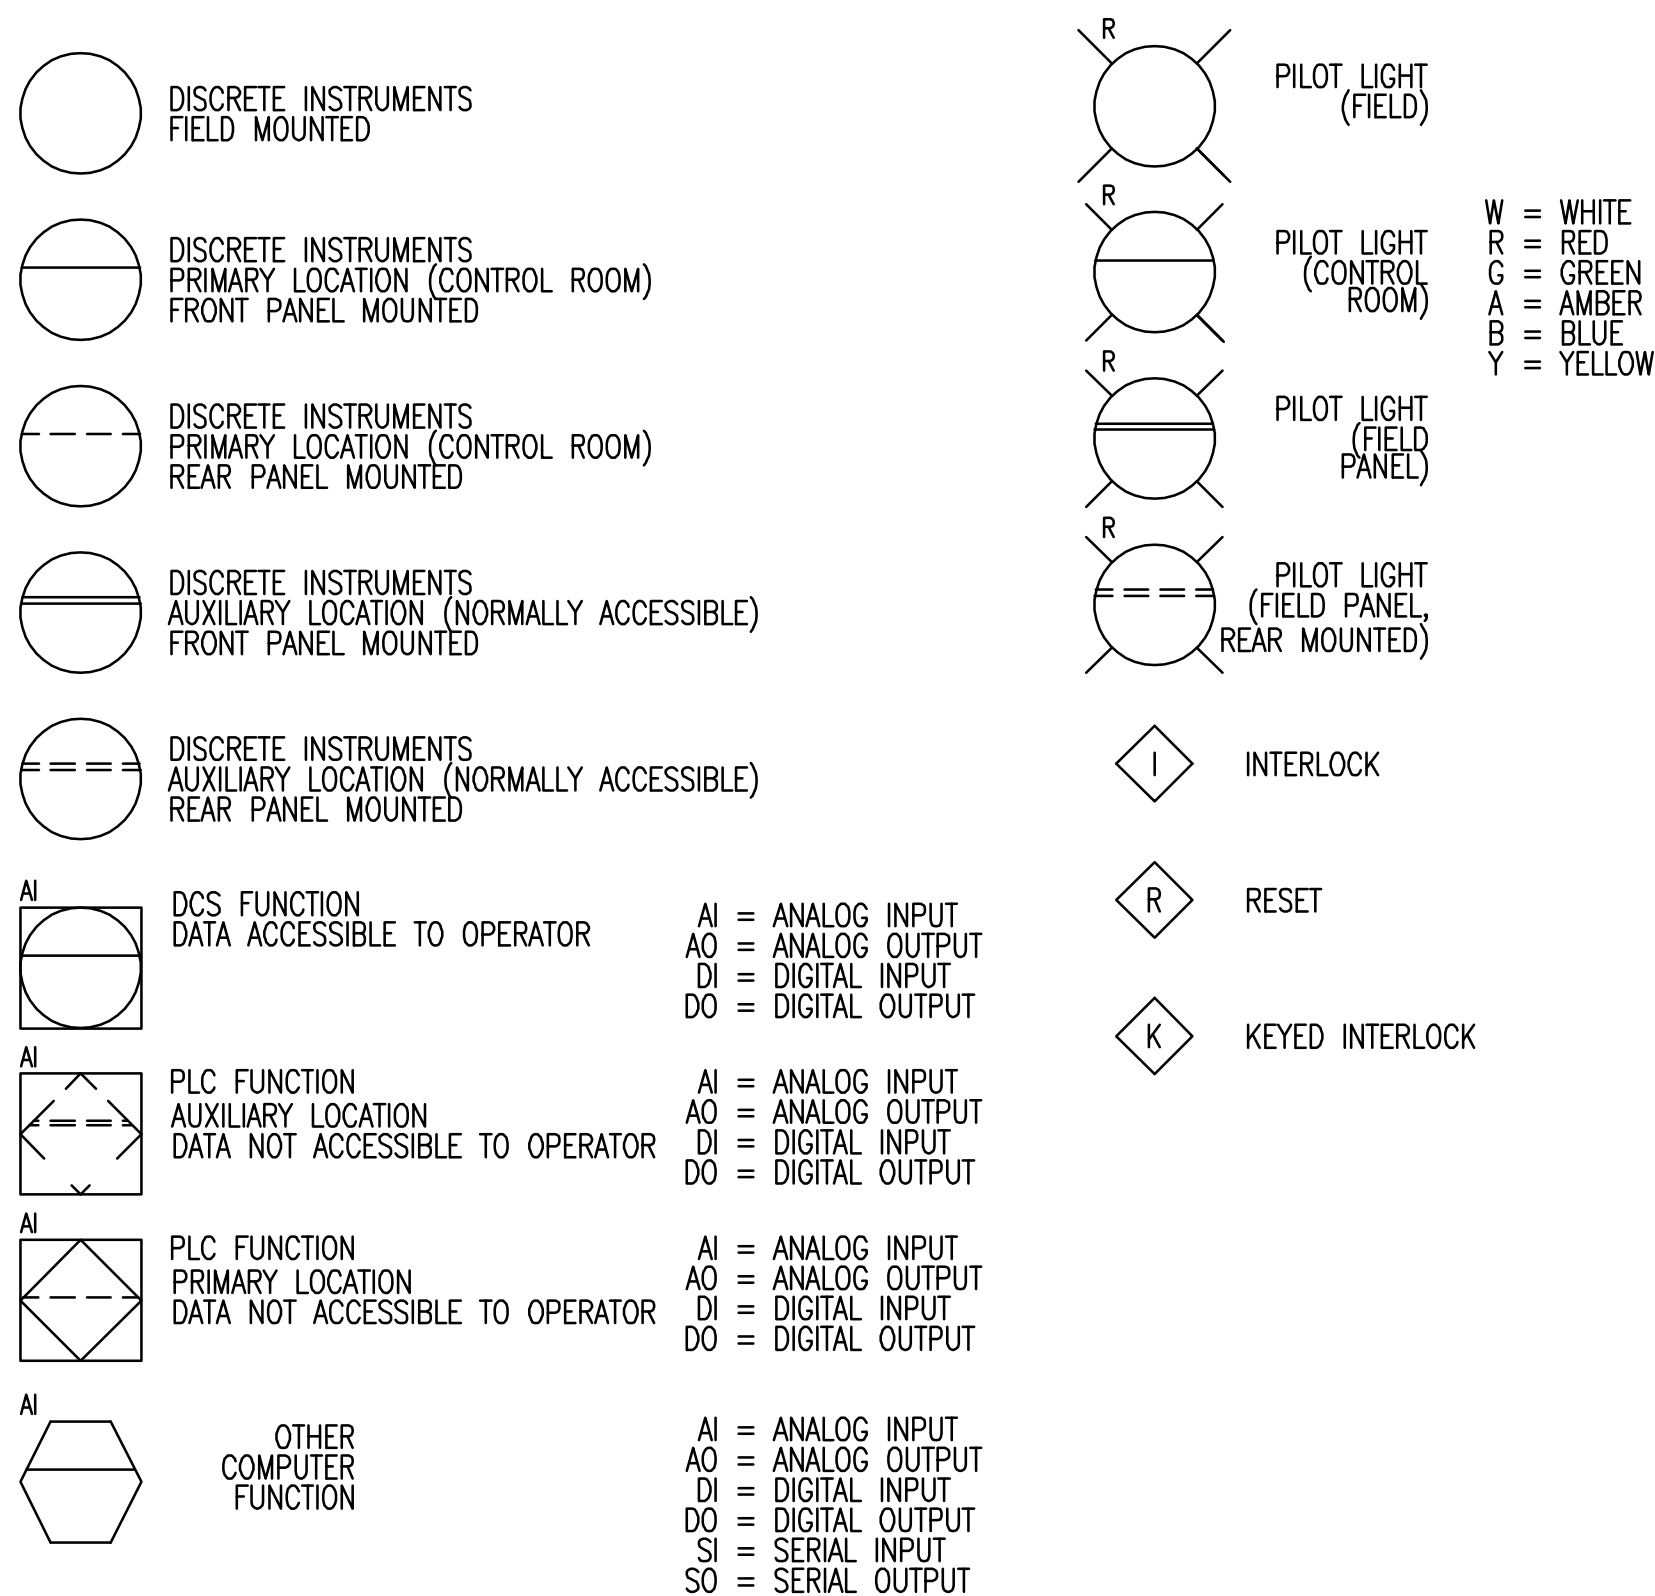 DISCRETE INSTRUMENTS
FIELD MOUNTED
DISCRETE INSTRUMENTS
PRIMARY LOCATION (CONTROL ROOM)
FRONT PANEL MOUNTED
DISCRETE INSTRUMENTS
PRIMARY LOCATION (CONTROL ROOM)
REAR PANEL MOUNTED
DISCRETE INSTRUMENTS
AUXILIARY LOCATION (NORMALLY ACCESSIBLE)
FRONT PANEL MOUNTED
DISCRETE INSTRUMENTS
AUXILIARY LOCATION (NORMALLY ACCESSIBLE)
REAR PANEL MOUNTED
AI
DCS FUNCTION
DATA ACCESSIBLE TO OPERATOR
AI = ANALOG INPUT
AO = ANALOG OUTPUT
DI = DIGITAL INPUT
DO = DIGITAL OUTPUT
AI
PLC FUNCTION
AUXILIARY LOCATION
DATA NOT ACCESSIBLE TO OPERATOR
AI = ANALOG INPUT
AO = ANALOG OUTPUT
DI = DIGITAL INPUT
DO = DIGITAL OUTPUT
AI
PLC FUNCTION
PRIMARY LOCATION
DATA NOT ACCESSIBLE TO OPERATOR
AI = ANALOG INPUT
AO = ANALOG OUTPUT
DI = DIGITAL INPUT
DO = DIGITAL OUTPUT
AI
OTHER
COMPUTER
FUNCTION
AI = ANALOG INPUT
AO = ANALOG OUTPUT
DI = DIGITAL INPUT
DO = DIGITAL OUTPUT
SI = SERIAL INPUT
SO = SERIAL OUTPUT
R
PILOT LIGHT
(FIELD)
R
PILOT LIGHT
(CONTROL
ROOM)
W = WHITE
R = RED
G = GREEN
A = AMBER
B = BLUE
Y = YELLOW
R
PILOT LIGHT
(FIELD
PANEL)
R
PILOT LIGHT
(FIELD PANEL,
REAR MOUNTED)
I
INTERLOCK
R
RESET
K
KEYED INTERLOCK